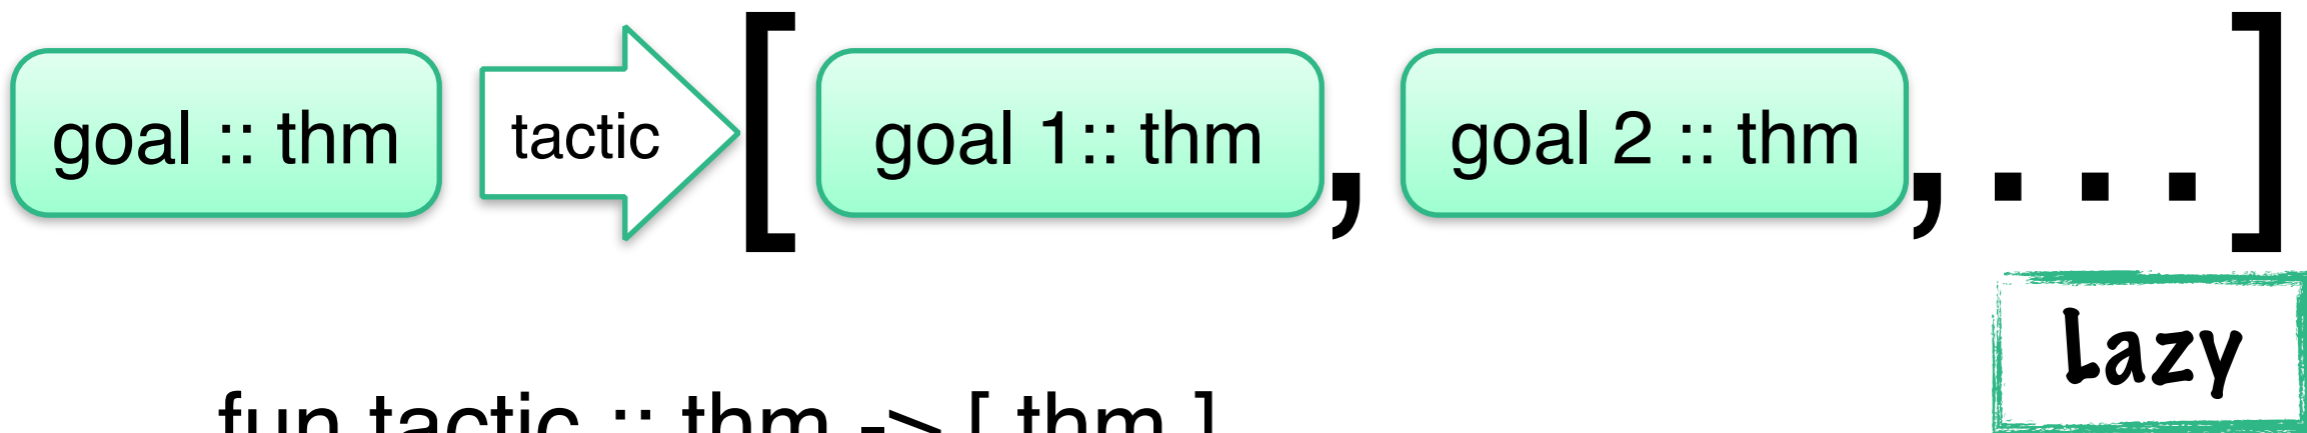 goal :: thm tactic [ goal 1:: thm , goal 2 :: thm , . . . ]
Lazy
fun tactic :: thm -> [ thm ]